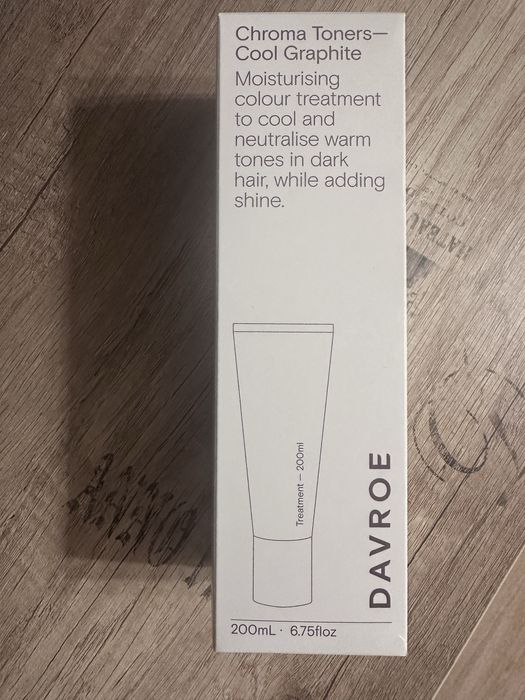 Chroma Toners—
Cool Graphite
Moisturising
colour treatment
to cool and
neutralise warm
tones in dark
hair, while adding
shine.
Treatment — 200ml
DAVROE
200mL · 6.75floz